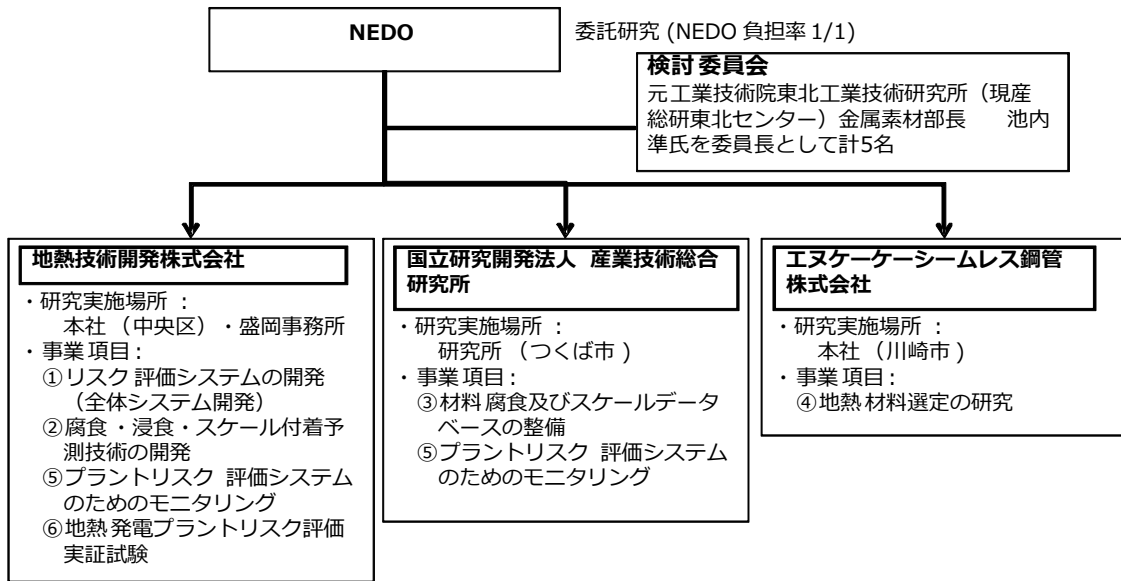 NEDO
委託研究 (NEDO 負担率 1/1)
検討委員会
元工業技術院東北工業技術研究所（現産
総研東北センター）金属素材部長　　池内
準氏を委員長として計5名
地熱技術開発株式会社
・研究実施場所 ：
本社 （中央区）・盛岡事務所
・事業項目：
①リスク評価システムの開発
（全体システム開発）
②腐食・浸食・スケール付着予
測技術の開発
⑤プラントリスク 評価システム
のためのモニタリング
⑥地熱発電プラントリスク評価
実証試験
国立研究開発法人 産業技術総合
研究所
・研究実施場所 ：
研究所 （つくば市 )
・事業項目：
③材料腐食及びスケールデータ
ベースの整備
⑤プラントリスク 評価システム
のためのモニタリング
エヌケーケーシームレス鋼管
株式会社
・研究実施場所 ：
本社 （川崎市 )
・事業項目：
④地熱材料選定の研究